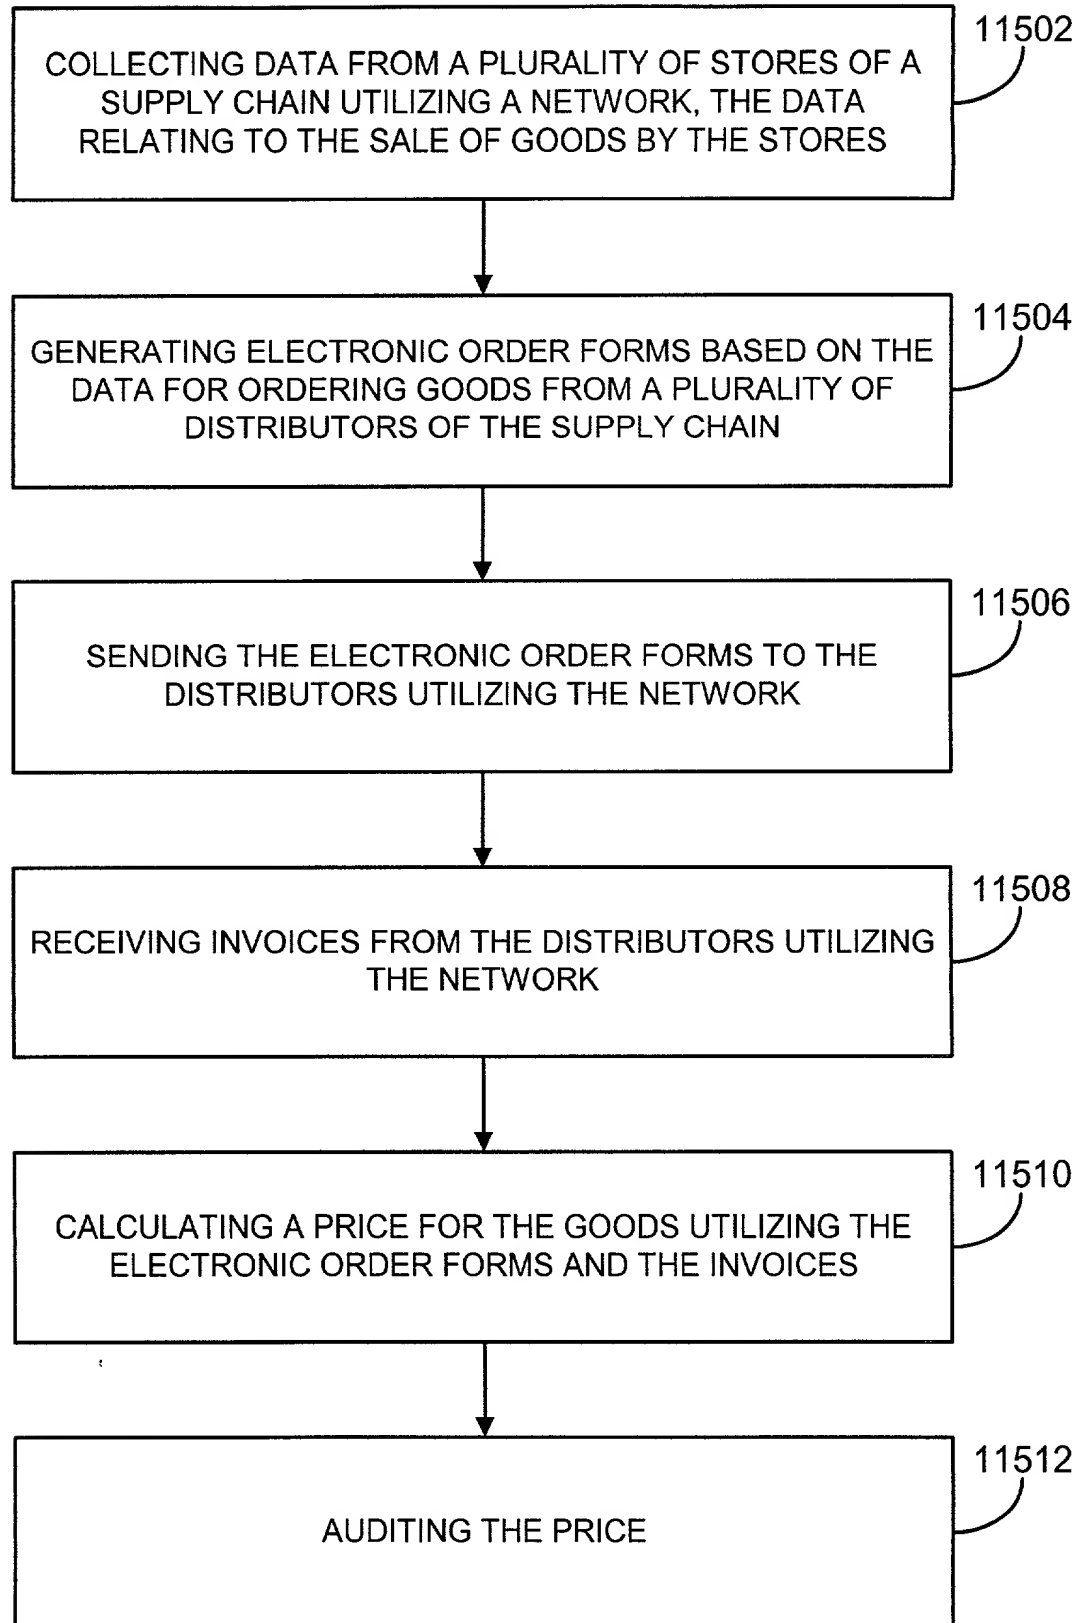 11502
COLLECTING DATA FROM A PLURALITY OF STORES OF A
SUPPLY CHAIN UTILIZING A NETWORK, THE DATA
RELATING TO THE SALE OF GOODS BY THE STORES
11504
GENERATING ELECTRONIC ORDER FORMS BASED ON THE
DATA FOR ORDERING GOODS FROM A PLURALITY OF
DISTRIBUTORS OF THE SUPPLY CHAIN
11506
SENDING THE ELECTRONIC ORDER FORMS TO THE
DISTRIBUTORS UTILIZING THE NETWORK
11508
RECEIVING INVOICES FROM THE DISTRIBUTORS UTILIZING
THE NETWORK
11510
CALCULATING A PRICE FOR THE GOODS UTILIZING THE
ELECTRONIC ORDER FORMS AND THE INVOICES
11512
AUDITING THE PRICE